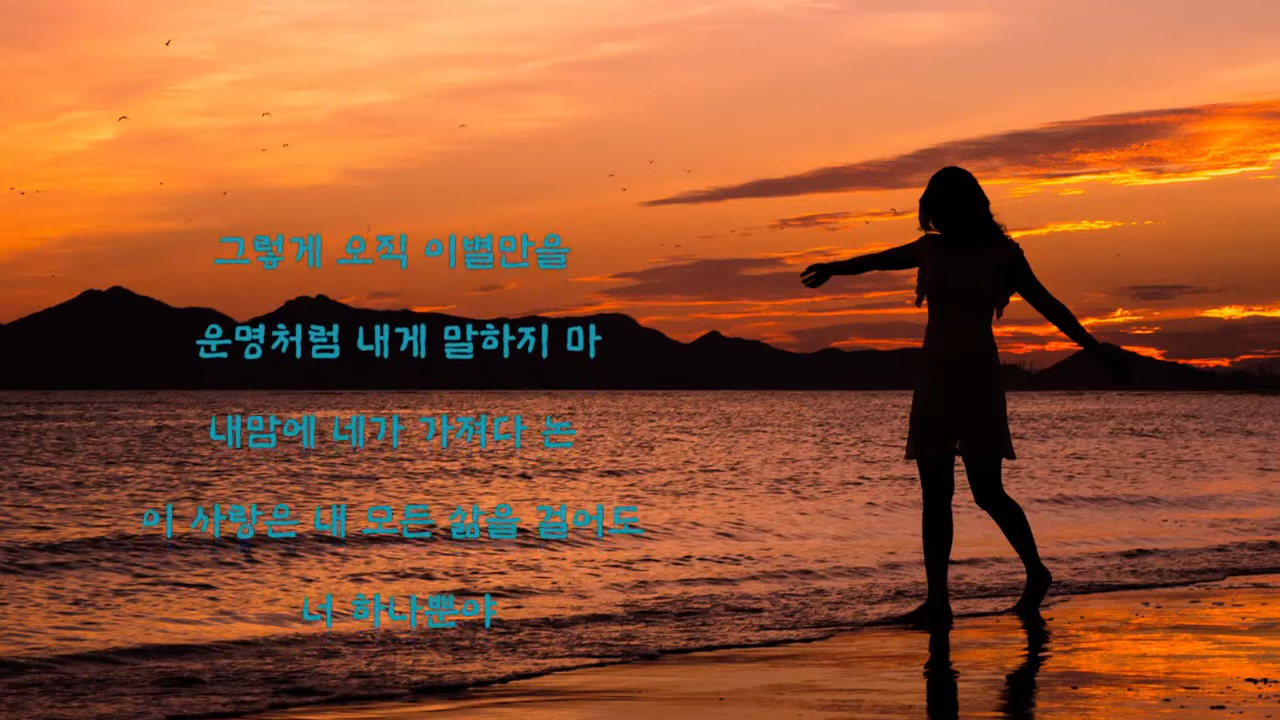 그렇게 오직 이별만을
운명처럼 내게 말하지 마
내맘에 네가 가져다 논
이 사랑은 내 모든 삶을 걸어도
너 하나뿐야